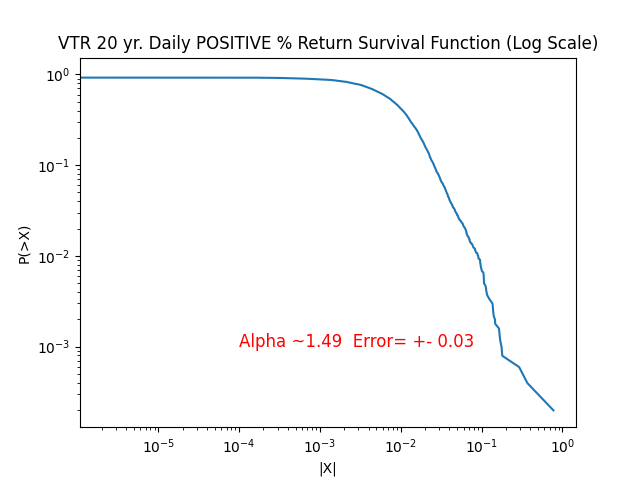 VTR 20 yr. Daily POSITIVE % Return Survival Function (Log Scale)
10⁰
10⁻¹
10⁻²
10⁻³
P(>X)
Alpha ~1.49  Error= +- 0.03
10⁻⁵ 10⁻⁴ 10⁻³ 10⁻² 10⁻¹ 10⁰
|X|